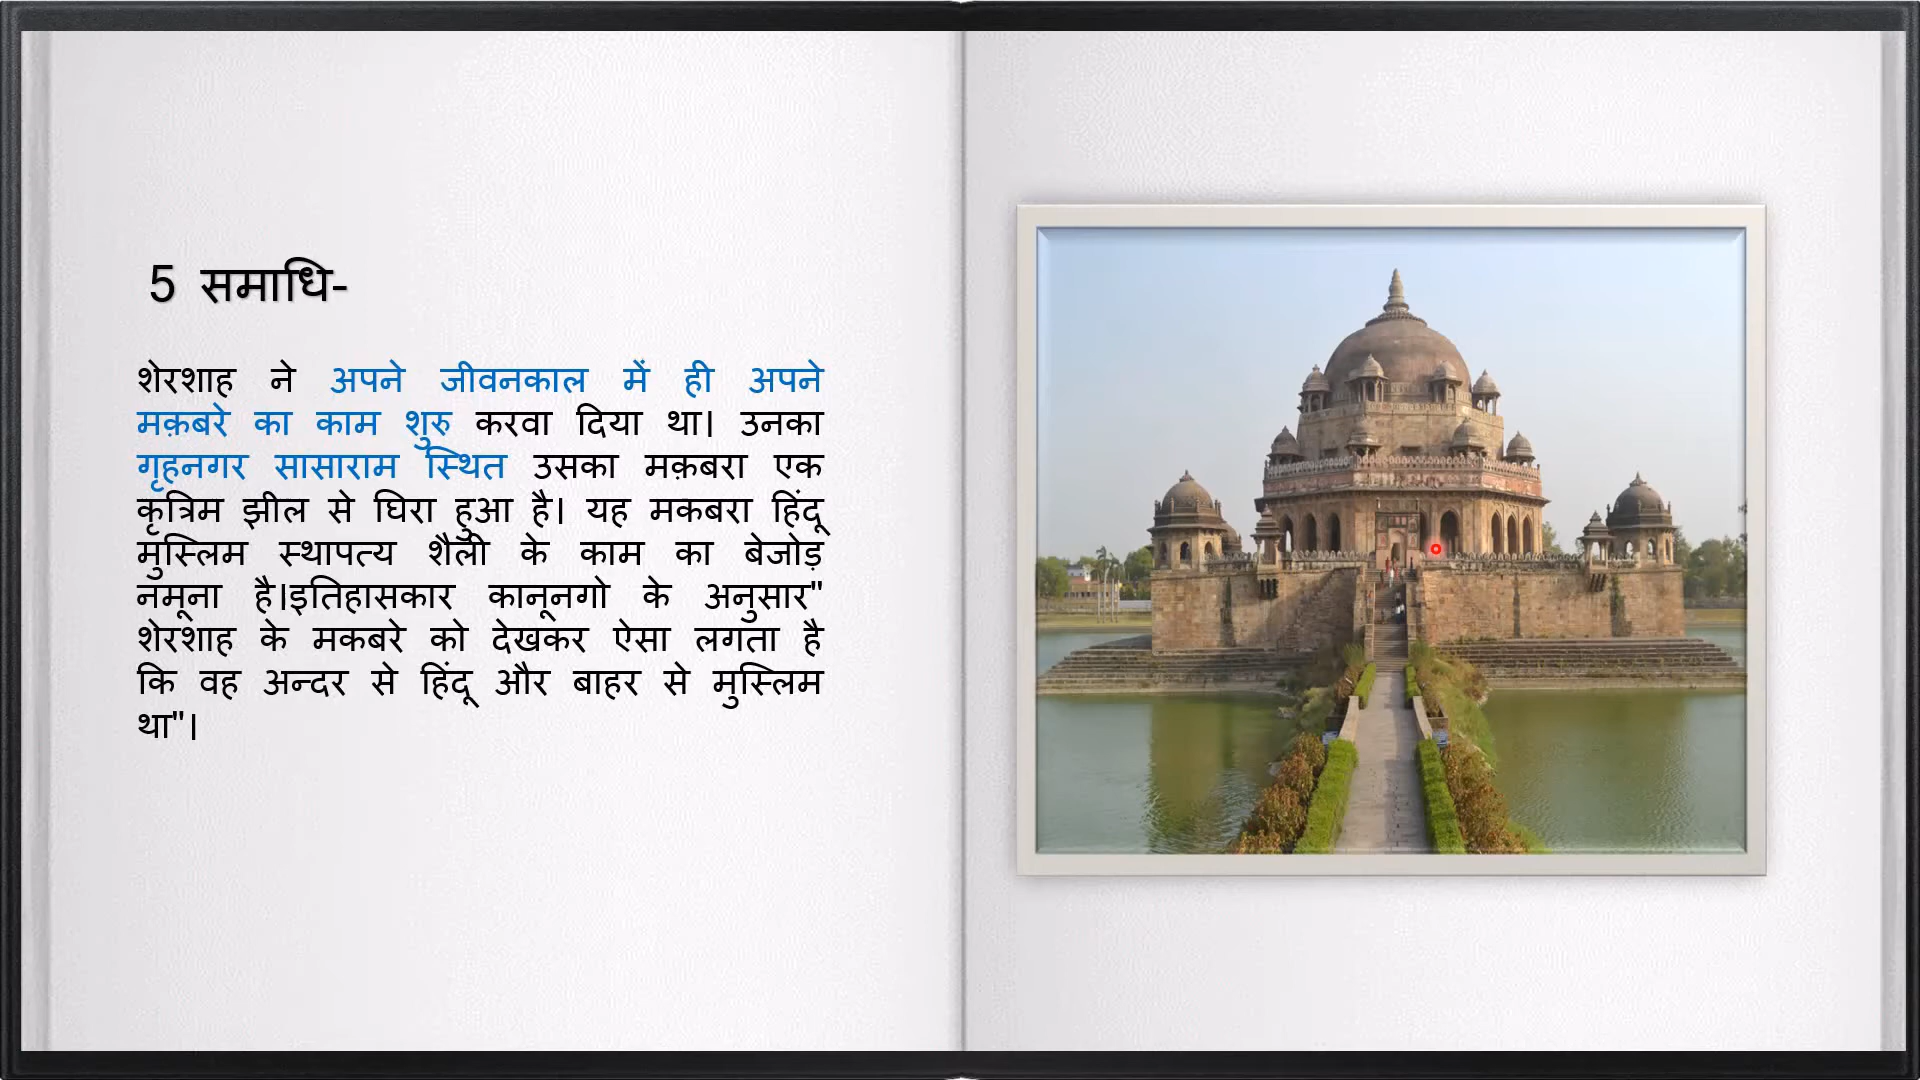 5 समाधि-
शेरशाह ने अपने जीवनकाल में ही अपने
मक़बरे का काम शुरु करवा दिया था। उनका
गृहनगर सासाराम स्थित उसका मक़बरा एक
कृत्रिम झील से घिरा हुआ है। यह मकबरा हिंदू
मुस्लिम स्थापत्य शैली के काम का बेजोड़
नमूना है।इतिहासकार कानूनगो के अनुसार"
शेरशाह के मकबरे को देखकर ऐसा लगता है
कि वह अन्दर से हिंदू और बाहर से मुस्लिम
था"।